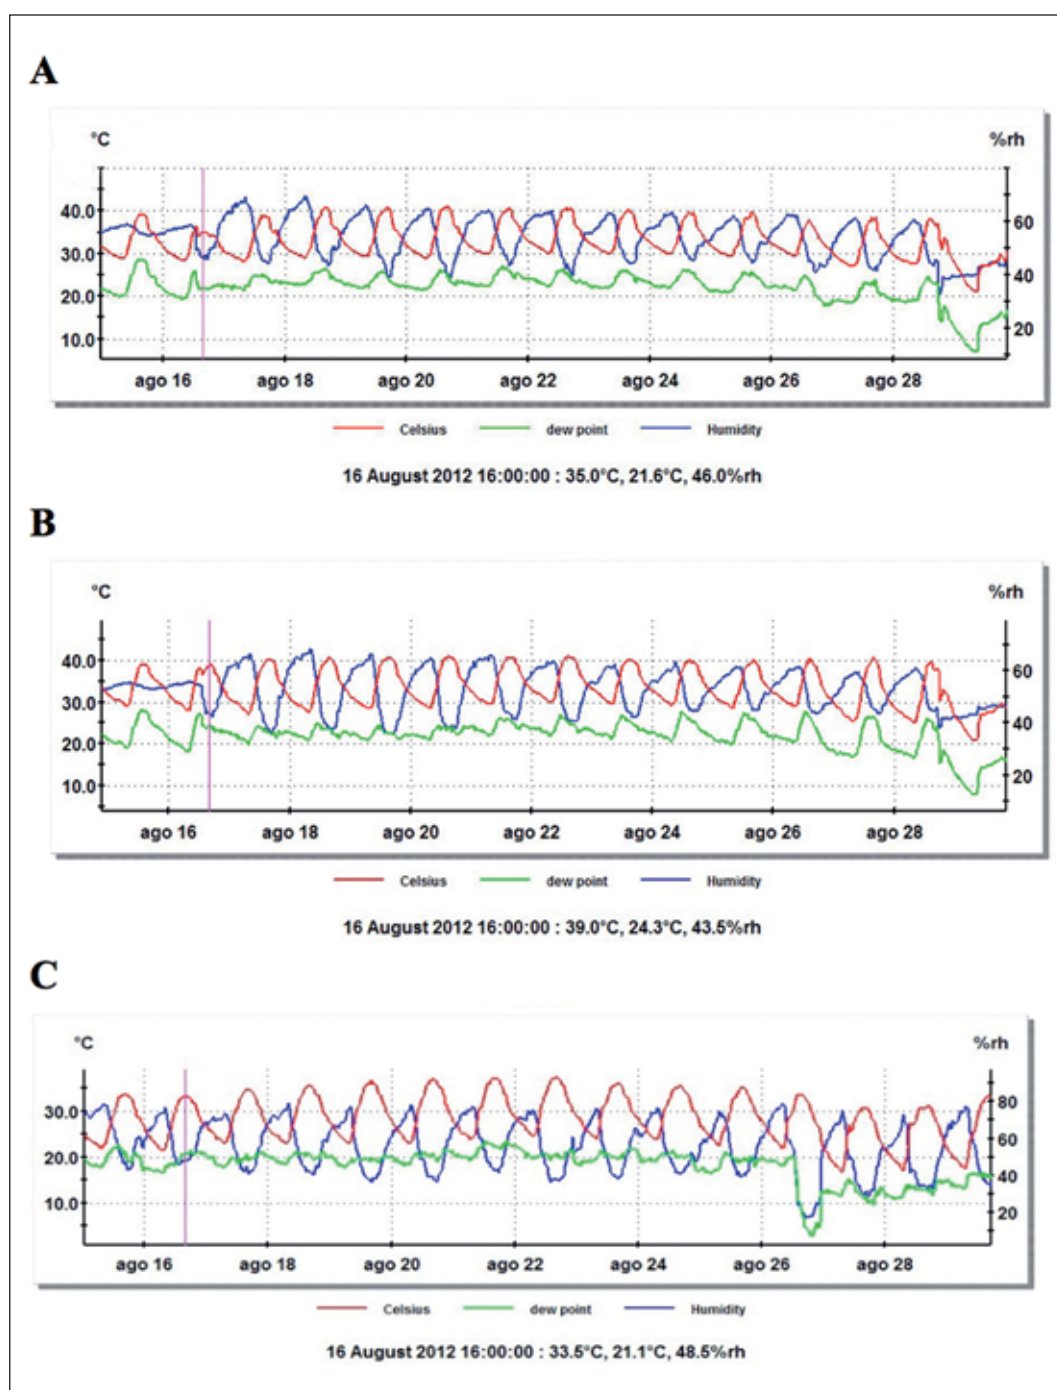 A
°C %rh
40.0 60
30.0 40
20.0 20
10.0
ago 16 ago 18 ago 20 ago 22 ago 24 ago 26 ago 28
Celsius dew point Humidity
16 August 2012 16:00:00 : 35.0°C, 21.6°C, 46.0%rh
B
°C %rh
40.0 60
30.0 40
20.0 20
10.0
ago 16 ago 18 ago 20 ago 22 ago 24 ago 26 ago 28
Celsius dew point Humidity
16 August 2012 16:00:00 : 39.0°C, 24.3°C, 43.5%rh
C
°C %rh
30.0 80
20.0 60
10.0 40
20
ago 16 ago 18 ago 20 ago 22 ago 24 ago 26 ago 28
Celsius dew point Humidity
16 August 2012 16:00:00 : 33.5°C, 21.1°C, 48.5%rh